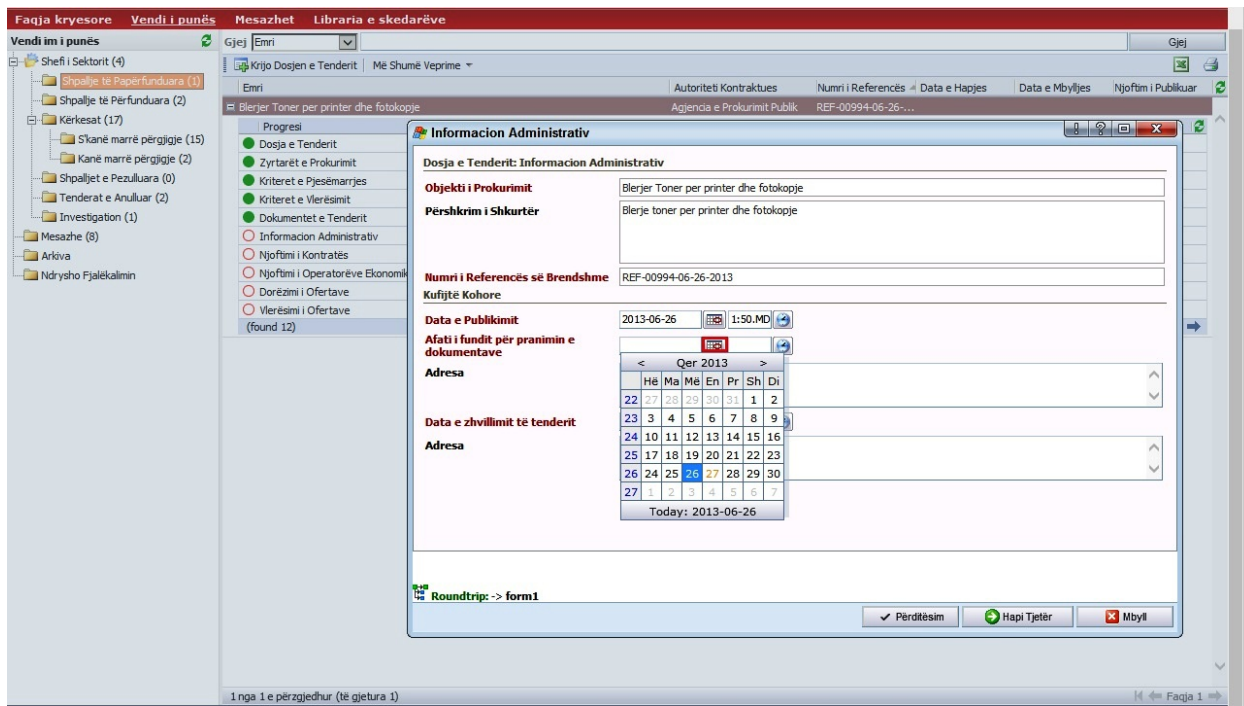 Faqja kryesore Vendi i punës Mesazhet Libraria e skedarëve
Vendi im i punës
Shefi i Sektorit (4)
Shpallje të Papërfunduara (1)
Shpallje të Përfunduara (2)
Kërkesat (17)
S'kanë marrë përgjigje (15)
Kanë marrë përgjigje (2)
Shpalljet e Pezulluara (0)
Tenderat e Anulluar (2)
Investigation (1)
Mesazhe (8)
Arkiva
Ndrysho Fjalëkalimin
Gjej Emri Gjej
Krijo Dosjen e Tenderit Më Shumë Veprime
Emri Autoriteti Kontraktues Numri i Referencës Data e Hapjes Data e Mbylljes Njoftim i Publikuar
Blerjer Toner per printer dhe fotokopje Agjencia e Prokurimit Publik REF-00994-06-26-...
Progresi
Dosja e Tenderit
Zyrtarët e Prokurimit
Kriteret e Pjesëmarrjes
Kriteret e Vlerësimit
Dokumentet e Tenderit
Informacion Administrativ
Njoftimi i Kontratës
Njoftimi i Operatorëve Ekonomik
Dorëzimi i Ofertave
Vlerësimi i Ofertave
(found 12)
Informacion Administrativ
Dosja e Tenderit: Informacion Administrativ
Objekti i Prokurimit Blerjer Toner per printer dhe fotokopje
Përshkrim i Shkurtër Blerje toner per printer dhe fotokopje
Numri i Referencës së Brendshme REF-00994-06-26-2013
Kufijtë Kohore
Data e Publikimit 2013-06-26 1:50.MD
Afati i fundit për pranimin e
dokumentave
Adresa
Data e zhvillimit të tenderit
Adresa
< Qer 2013 >
Hë Ma Më En Pr Sh Di
22 27 28 29 30 31 1 2
23 3 4 5 6 7 8 9
24 10 11 12 13 14 15 16
25 17 18 19 20 21 22 23
26 24 25 26 27 28 29 30
27 1 2 3 4 5 6 7
Today: 2013-06-26
Roundtrip: -> form1
Përditësim Hapi Tjetër Mbyll
1 nga 1 e përzgjedhur (të gjetura 1) Faqja 1